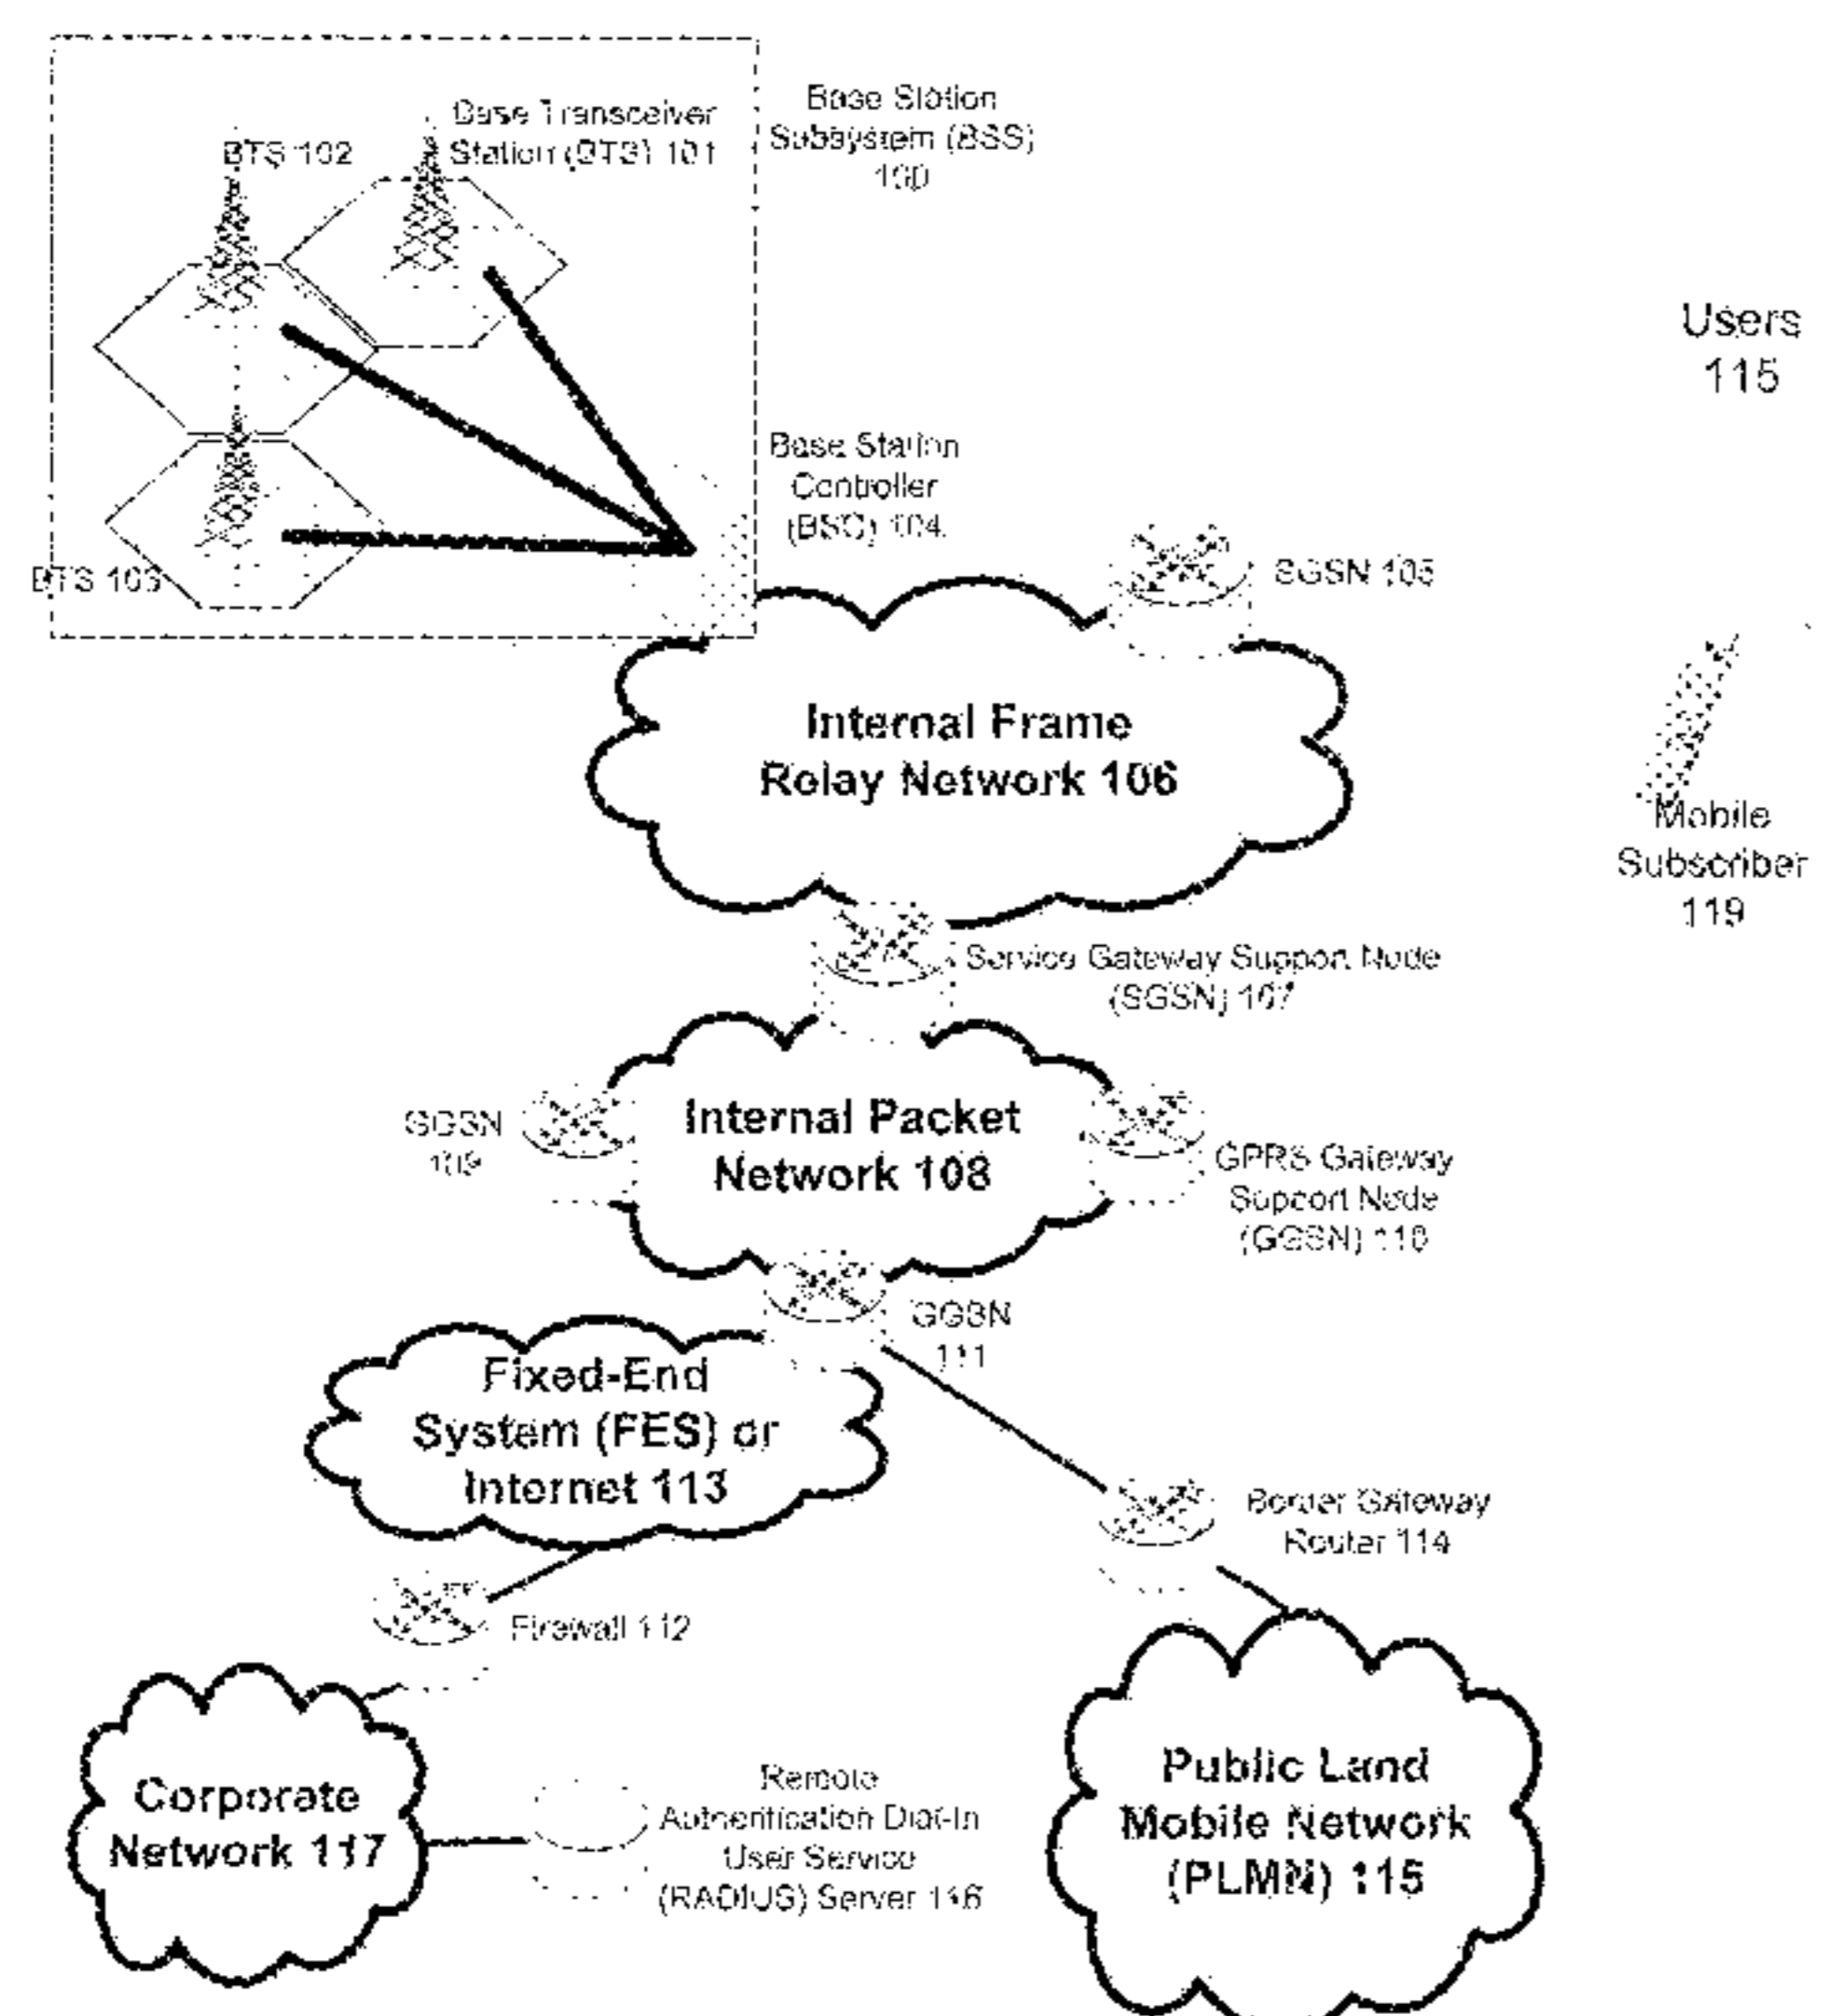 BTS 102
Base Transceiver
Station (BTS) 101
Base Station
Subsystem (BSS)
100
Users
115
Base Station
Controller
(BSC) 104
BTS 103
SGSN 105
Internal Frame
Relay Network 106
Mobile
Subscriber
119
Service Gateway Support Node
(SGSN) 107
SGSN
109
Internal Packet
Network 108
GPRS Gateway
Support Node
(GGSN) 110
GGSN
111
Fixed-End
System (FES) or
Internet 113
Border Gateway
Router 114
Firewall 112
Corporate
Network 117
Remote
Authentication Dial-In
User Service
(RADIUS) Server 116
Public Land
Mobile Network
(PLMN) 115